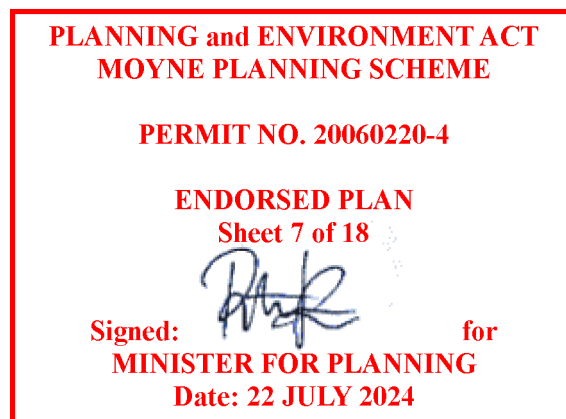 PLANNING and ENVIRONMENT ACT
MOYNE PLANNING SCHEME
PERMIT NO. 20060220-4
ENDORSED PLAN
Sheet 7 of 18
Signed: for
MINISTER FOR PLANNING
Date: 22 JULY 2024